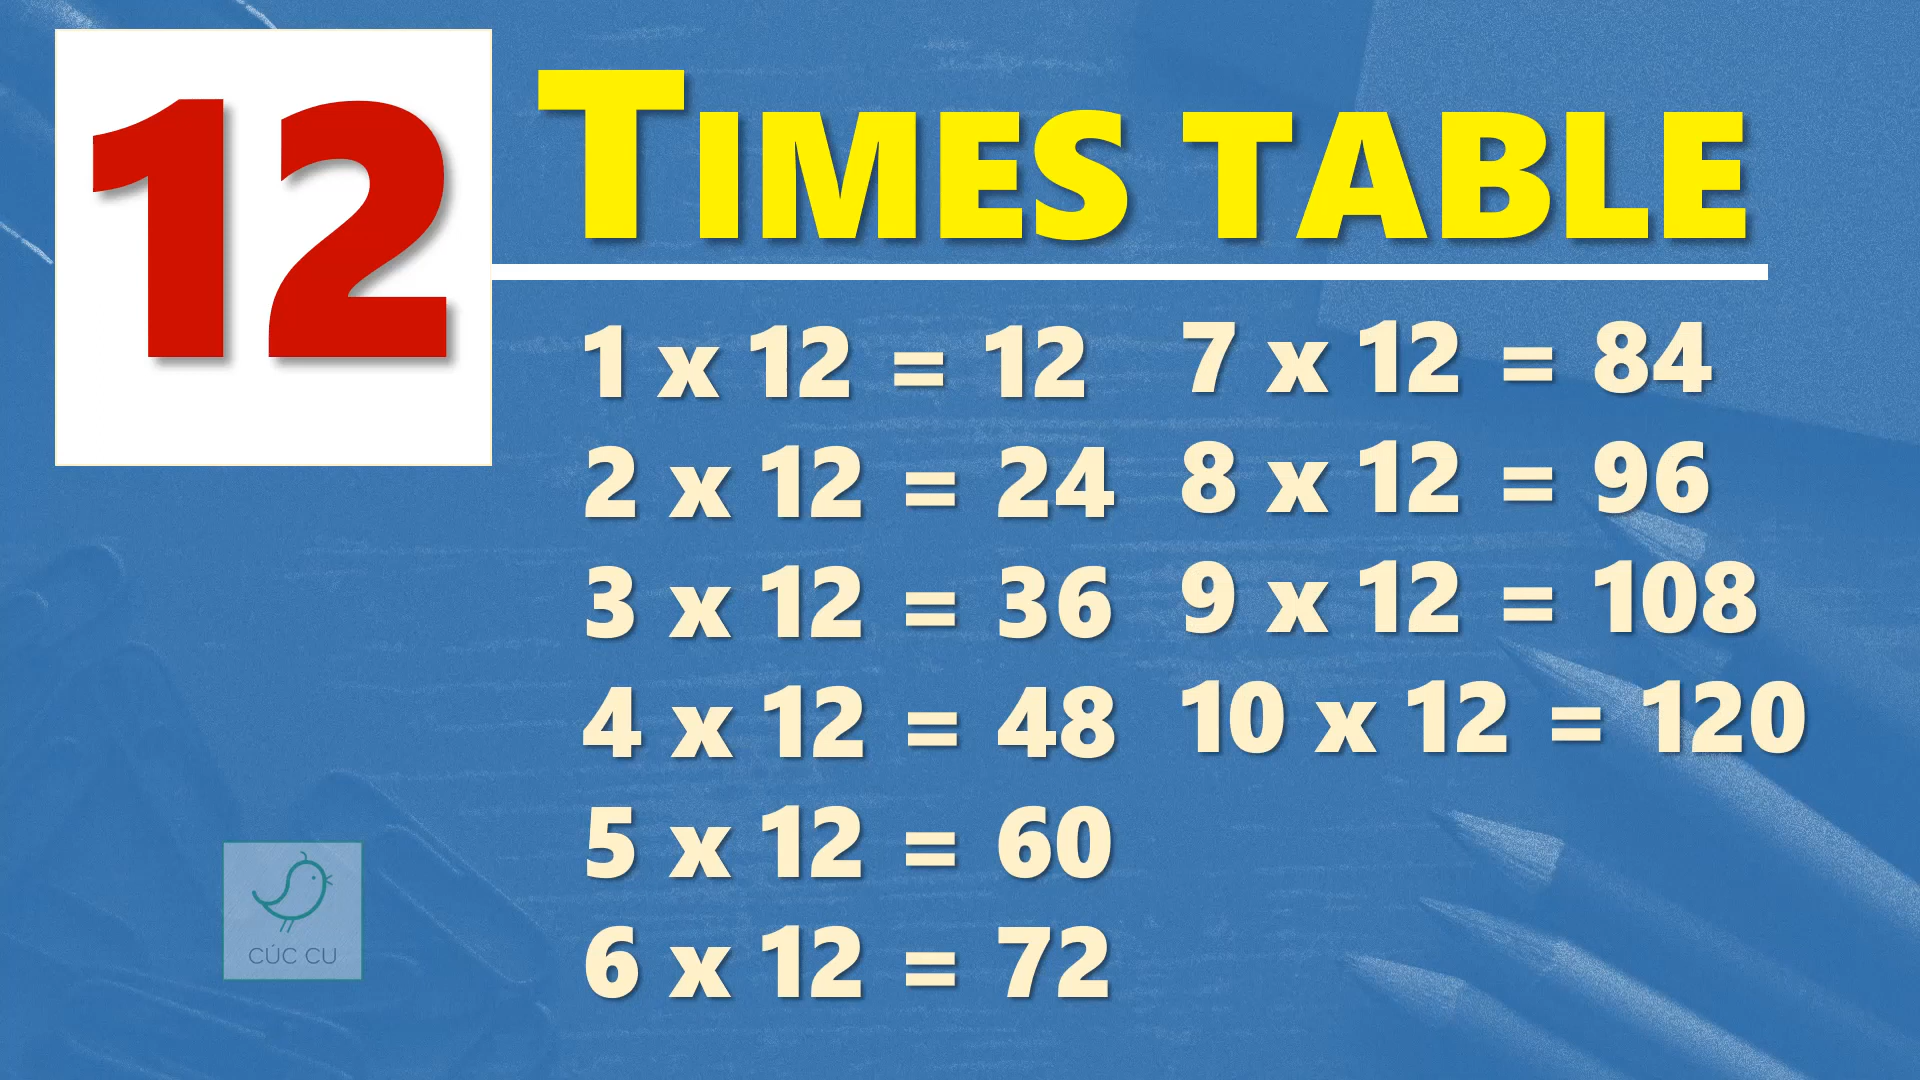 12
TIMES TABLE
1 x 12 = 12
2 x 12 = 24
3 x 12 = 36
4 x 12 = 48
5 x 12 = 60
6 x 12 = 72
7 x 12 = 84
8 x 12 = 96
9 x 12 = 108
10 x 12 = 120
CÚC CU